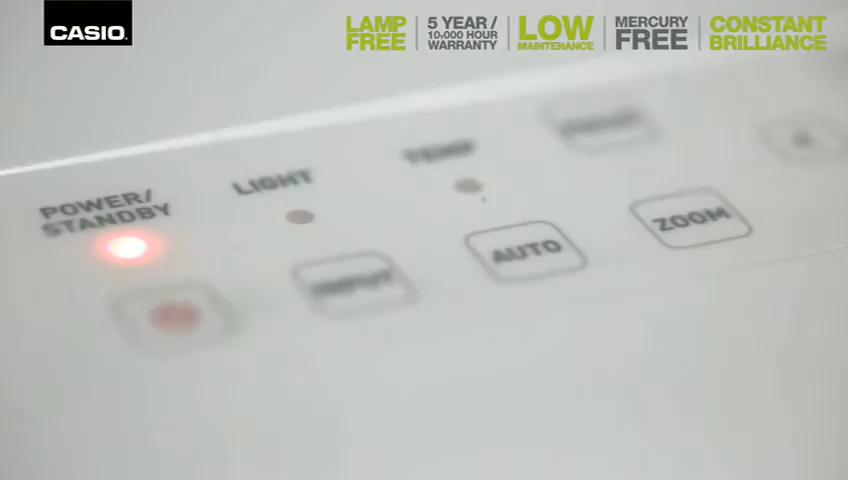 CASIO.
LAMP
FREE
5 YEAR /
10,000 HOUR
WARRANTY
LOW
MAINTENANCE
MERCURY
FREE
CONSTANT
BRILLIANCE
POWER/
STANDBY
LIGHT
TEMP
INPUT
AUTO
ZOOM